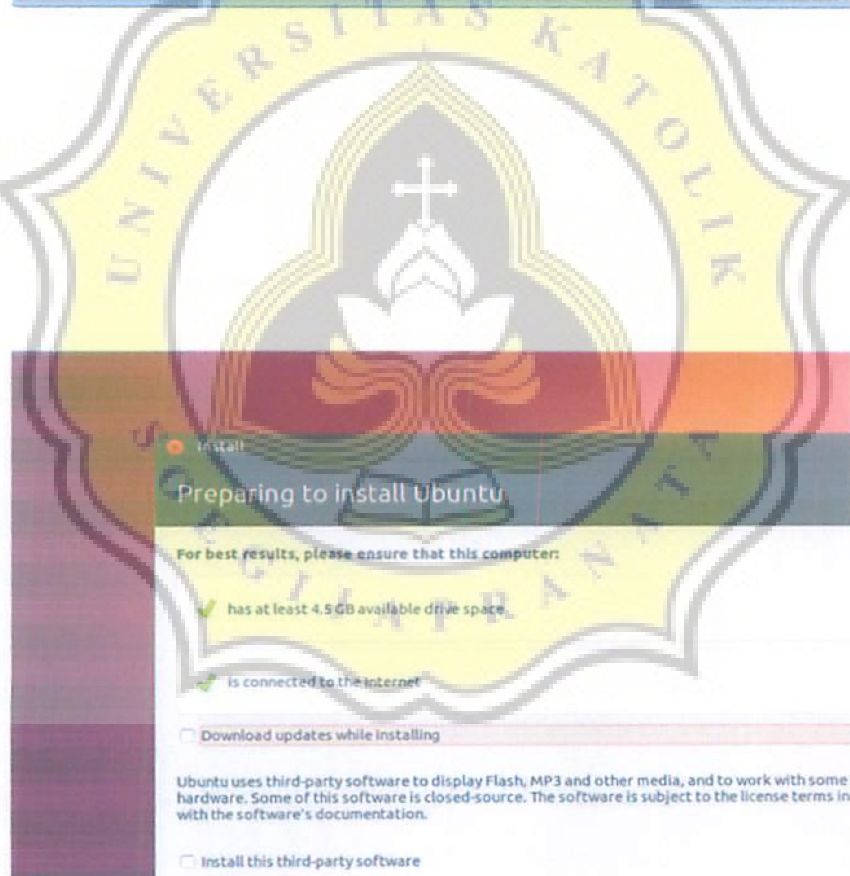 UNIVERSITAS KATOLIK
SOEGIJAPRANATA
Install
Preparing to install Ubuntu
For best results, please ensure that this computer:
has at least 4.5 GB available drive space
is connected to the Internet
Download updates while installing
Ubuntu uses third-party software to display Flash, MP3 and other media, and to work with some
hardware. Some of this software is closed-source. The software is subject to the license terms in
with the software's documentation.
Install this third-party software